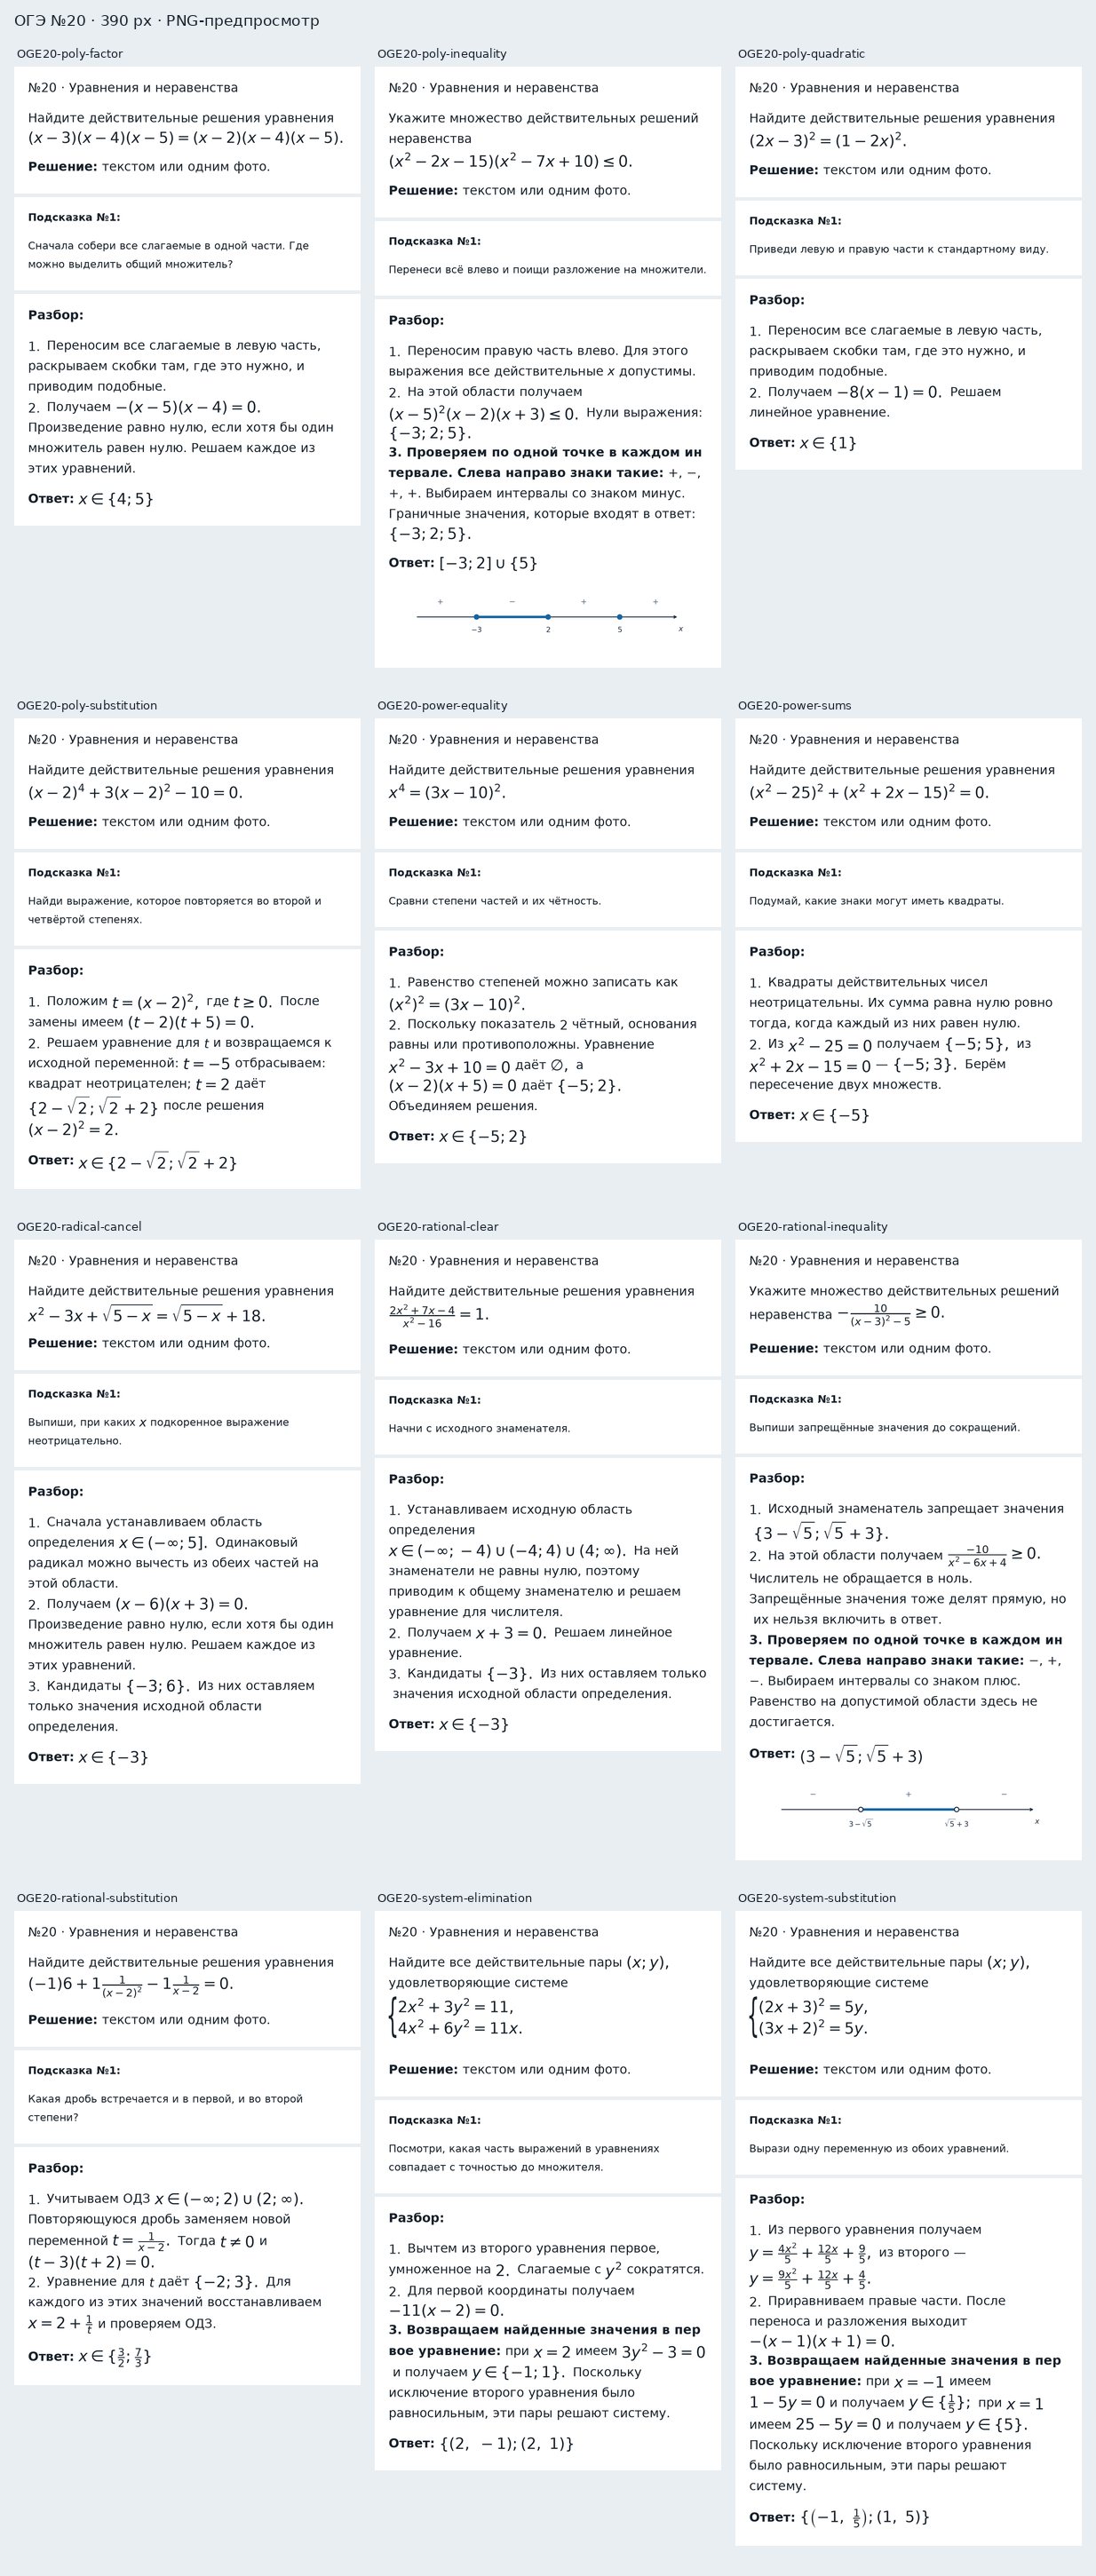 ОГЭ №20 · 390 px · PNG-предпросмотр
OGE20-poly-factor
№20 · Уравнения и неравенства
Найдите действительные решения уравнения
(x − 3)(x − 4)(x − 5) = (x − 2)(x − 4)(x − 5).
Решение: текстом или одним фото.
Подсказка №1:
Сначала собери все слагаемые в одной части. Где
можно выделить общий множитель?
Разбор:
1. Переносим все слагаемые в левую часть,
раскрываем скобки там, где это нужно, и
приводим подобные.
2. Получаем −(x − 5)(x − 4) = 0.
Произведение равно нулю, если хотя бы один
множитель равен нулю. Решаем каждое из
этих уравнений.
Ответ: x ∈ {4; 5}
OGE20-poly-inequality
№20 · Уравнения и неравенства
Укажите множество действительных решений
неравенства
(x² − 2x − 15)(x² − 7x + 10) ≤ 0.
Решение: текстом или одним фото.
Подсказка №1:
Перенеси всё влево и поищи разложение на множители.
Разбор:
1. Переносим правую часть влево. Для этого
выражения все действительные x допустимы.
2. На этой области получаем
(x − 5)²(x − 2)(x + 3) ≤ 0. Нули выражения:
{−3; 2; 5}.
3. Проверяем по одной точке в каждом ин
тервале. Слева направо знаки такие: +, −,
+, +. Выбираем интервалы со знаком минус.
Граничные значения, которые входят в ответ:
{−3; 2; 5}.
Ответ: [−3; 2] ∪ {5}
+ − + +
−3 2 5 x
OGE20-poly-quadratic
№20 · Уравнения и неравенства
Найдите действительные решения уравнения
(2x − 3)² = (1 − 2x)².
Решение: текстом или одним фото.
Подсказка №1:
Приведи левую и правую части к стандартному виду.
Разбор:
1. Переносим все слагаемые в левую часть,
раскрываем скобки там, где это нужно, и
приводим подобные.
2. Получаем −8(x − 1) = 0. Решаем
линейное уравнение.
Ответ: x ∈ {1}
OGE20-poly-substitution
№20 · Уравнения и неравенства
Найдите действительные решения уравнения
(x − 2)⁴ + 3(x − 2)² − 10 = 0.
Решение: текстом или одним фото.
Подсказка №1:
Найди выражение, которое повторяется во второй и
четвёртой степенях.
Разбор:
1. Положим t = (x − 2)², где t ≥ 0. После
замены имеем (t − 2)(t + 5) = 0.
2. Решаем уравнение для t и возвращаемся к
исходной переменной: t = −5 отбрасываем:
квадрат неотрицателен; t = 2 даёт
{2 − √2; √2 + 2} после решения
(x − 2)² = 2.
Ответ: x ∈ {2 − √2; √2 + 2}
OGE20-power-equality
№20 · Уравнения и неравенства
Найдите действительные решения уравнения
x⁴ = (3x − 10)².
Решение: текстом или одним фото.
Подсказка №1:
Сравни степени частей и их чётность.
Разбор:
1. Равенство степеней можно записать как
(x²)² = (3x − 10)².
2. Поскольку показатель 2 чётный, основания
равны или противоположны. Уравнение
x² − 3x + 10 = 0 даёт ∅, а
(x − 2)(x + 5) = 0 даёт {−5; 2}.
Объединяем решения.
Ответ: x ∈ {−5; 2}
OGE20-power-sums
№20 · Уравнения и неравенства
Найдите действительные решения уравнения
(x² − 25)² + (x² + 2x − 15)² = 0.
Решение: текстом или одним фото.
Подсказка №1:
Подумай, какие знаки могут иметь квадраты.
Разбор:
1. Квадраты действительных чисел
неотрицательны. Их сумма равна нулю ровно
тогда, когда каждый из них равен нулю.
2. Из x² − 25 = 0 получаем {−5; 5}, из
x² + 2x − 15 = 0 — {−5; 3}. Берём
пересечение двух множеств.
Ответ: x ∈ {−5}
OGE20-radical-cancel
№20 · Уравнения и неравенства
Найдите действительные решения уравнения
x² − 3x + √(5 − x) = √(5 − x) + 18.
Решение: текстом или одним фото.
Подсказка №1:
Выпиши, при каких x подкоренное выражение
неотрицательно.
Разбор:
1. Сначала устанавливаем область
определения x ∈ (−∞; 5]. Одинаковый
радикал можно вычесть из обеих частей на
этой области.
2. Получаем (x − 6)(x + 3) = 0.
Произведение равно нулю, если хотя бы один
множитель равен нулю. Решаем каждое из
этих уравнений.
3. Кандидаты {−3; 6}. Из них оставляем
только значения исходной области
определения.
Ответ: x ∈ {−3}
OGE20-rational-clear
№20 · Уравнения и неравенства
Найдите действительные решения уравнения
(2x² + 7x − 4)/(x² − 16) = 1.
Решение: текстом или одним фото.
Подсказка №1:
Начни с исходного знаменателя.
Разбор:
1. Устанавливаем исходную область
определения
x ∈ (−∞; −4) ∪ (−4; 4) ∪ (4; ∞). На ней
знаменатели не равны нулю, поэтому
приводим к общему знаменателю и решаем
уравнение для числителя.
2. Получаем x + 3 = 0. Решаем линейное
уравнение.
3. Кандидаты {−3}. Из них оставляем только
значения исходной области определения.
Ответ: x ∈ {−3}
OGE20-rational-inequality
№20 · Уравнения и неравенства
Укажите множество действительных решений
неравенства −10/((x − 3)² − 5) ≥ 0.
Решение: текстом или одним фото.
Подсказка №1:
Выпиши запрещённые значения до сокращений.
Разбор:
1. Исходный знаменатель запрещает значения
{3 − √5; √5 + 3}.
2. На этой области получаем −10/(x² − 6x + 4) ≥ 0.
Числитель не обращается в ноль.
Запрещённые значения тоже делят прямую, но
их нельзя включить в ответ.
3. Проверяем по одной точке в каждом ин
тервале. Слева направо знаки такие: −, +,
−. Выбираем интервалы со знаком плюс.
Равенство на допустимой области здесь не
достигается.
Ответ: (3 − √5; √5 + 3)
− + −
3 − √5 √5 + 3 x
OGE20-rational-substitution
№20 · Уравнения и неравенства
Найдите действительные решения уравнения
(−1)6 + 1 1/(x − 2)² − 1 1/(x − 2) = 0.
Решение: текстом или одним фото.
Подсказка №1:
Какая дробь встречается и в первой, и во второй
степени?
Разбор:
1. Учитываем ОДЗ x ∈ (−∞; 2) ∪ (2; ∞).
Повторяющуюся дробь заменяем новой
переменной t = 1/(x − 2). Тогда t ≠ 0 и
(t − 3)(t + 2) = 0.
2. Уравнение для t даёт {−2; 3}. Для
каждого из этих значений восстанавливаем
x = 2 + 1/t и проверяем ОДЗ.
Ответ: x ∈ {3/2; 7/3}
OGE20-system-elimination
№20 · Уравнения и неравенства
Найдите все действительные пары (x; y),
удовлетворяющие системе
2x² + 3y² = 11,
4x² + 6y² = 11x.
Решение: текстом или одним фото.
Подсказка №1:
Посмотри, какая часть выражений в уравнениях
совпадает с точностью до множителя.
Разбор:
1. Вычтем из второго уравнения первое,
умноженное на 2. Слагаемые с y² сократятся.
2. Для первой координаты получаем
−11(x − 2) = 0.
3. Возвращаем найденные значения в пер
вое уравнение: при x = 2 имеем 3y² − 3 = 0
и получаем y ∈ {−1; 1}. Поскольку
исключение второго уравнения было
равносильным, эти пары решают систему.
Ответ: {(2, −1); (2, 1)}
OGE20-system-substitution
№20 · Уравнения и неравенства
Найдите все действительные пары (x; y),
удовлетворяющие системе
(2x + 3)² = 5y,
(3x + 2)² = 5y.
Решение: текстом или одним фото.
Подсказка №1:
Вырази одну переменную из обоих уравнений.
Разбор:
1. Из первого уравнения получаем
y = 4x²/5 + 12x/5 + 9/5, из второго —
y = 9x²/5 + 12x/5 + 4/5.
2. Приравниваем правые части. После
переноса и разложения выходит
−(x − 1)(x + 1) = 0.
3. Возвращаем найденные значения в пер
вое уравнение: при x = −1 имеем
1 − 5y = 0 и получаем y ∈ {1/5}; при x = 1
имеем 25 − 5y = 0 и получаем y ∈ {5}.
Поскольку исключение второго уравнения
было равносильным, эти пары решают
систему.
Ответ: {(−1, 1/5); (1, 5)}